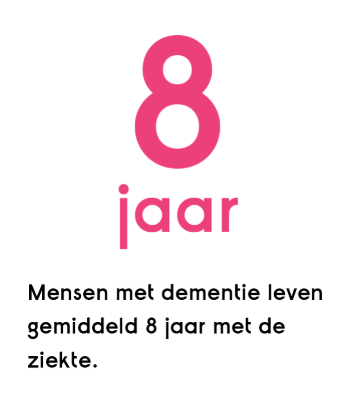 8
jaar
Mensen met dementie leven
gemiddeld 8 jaar met de
ziekte.